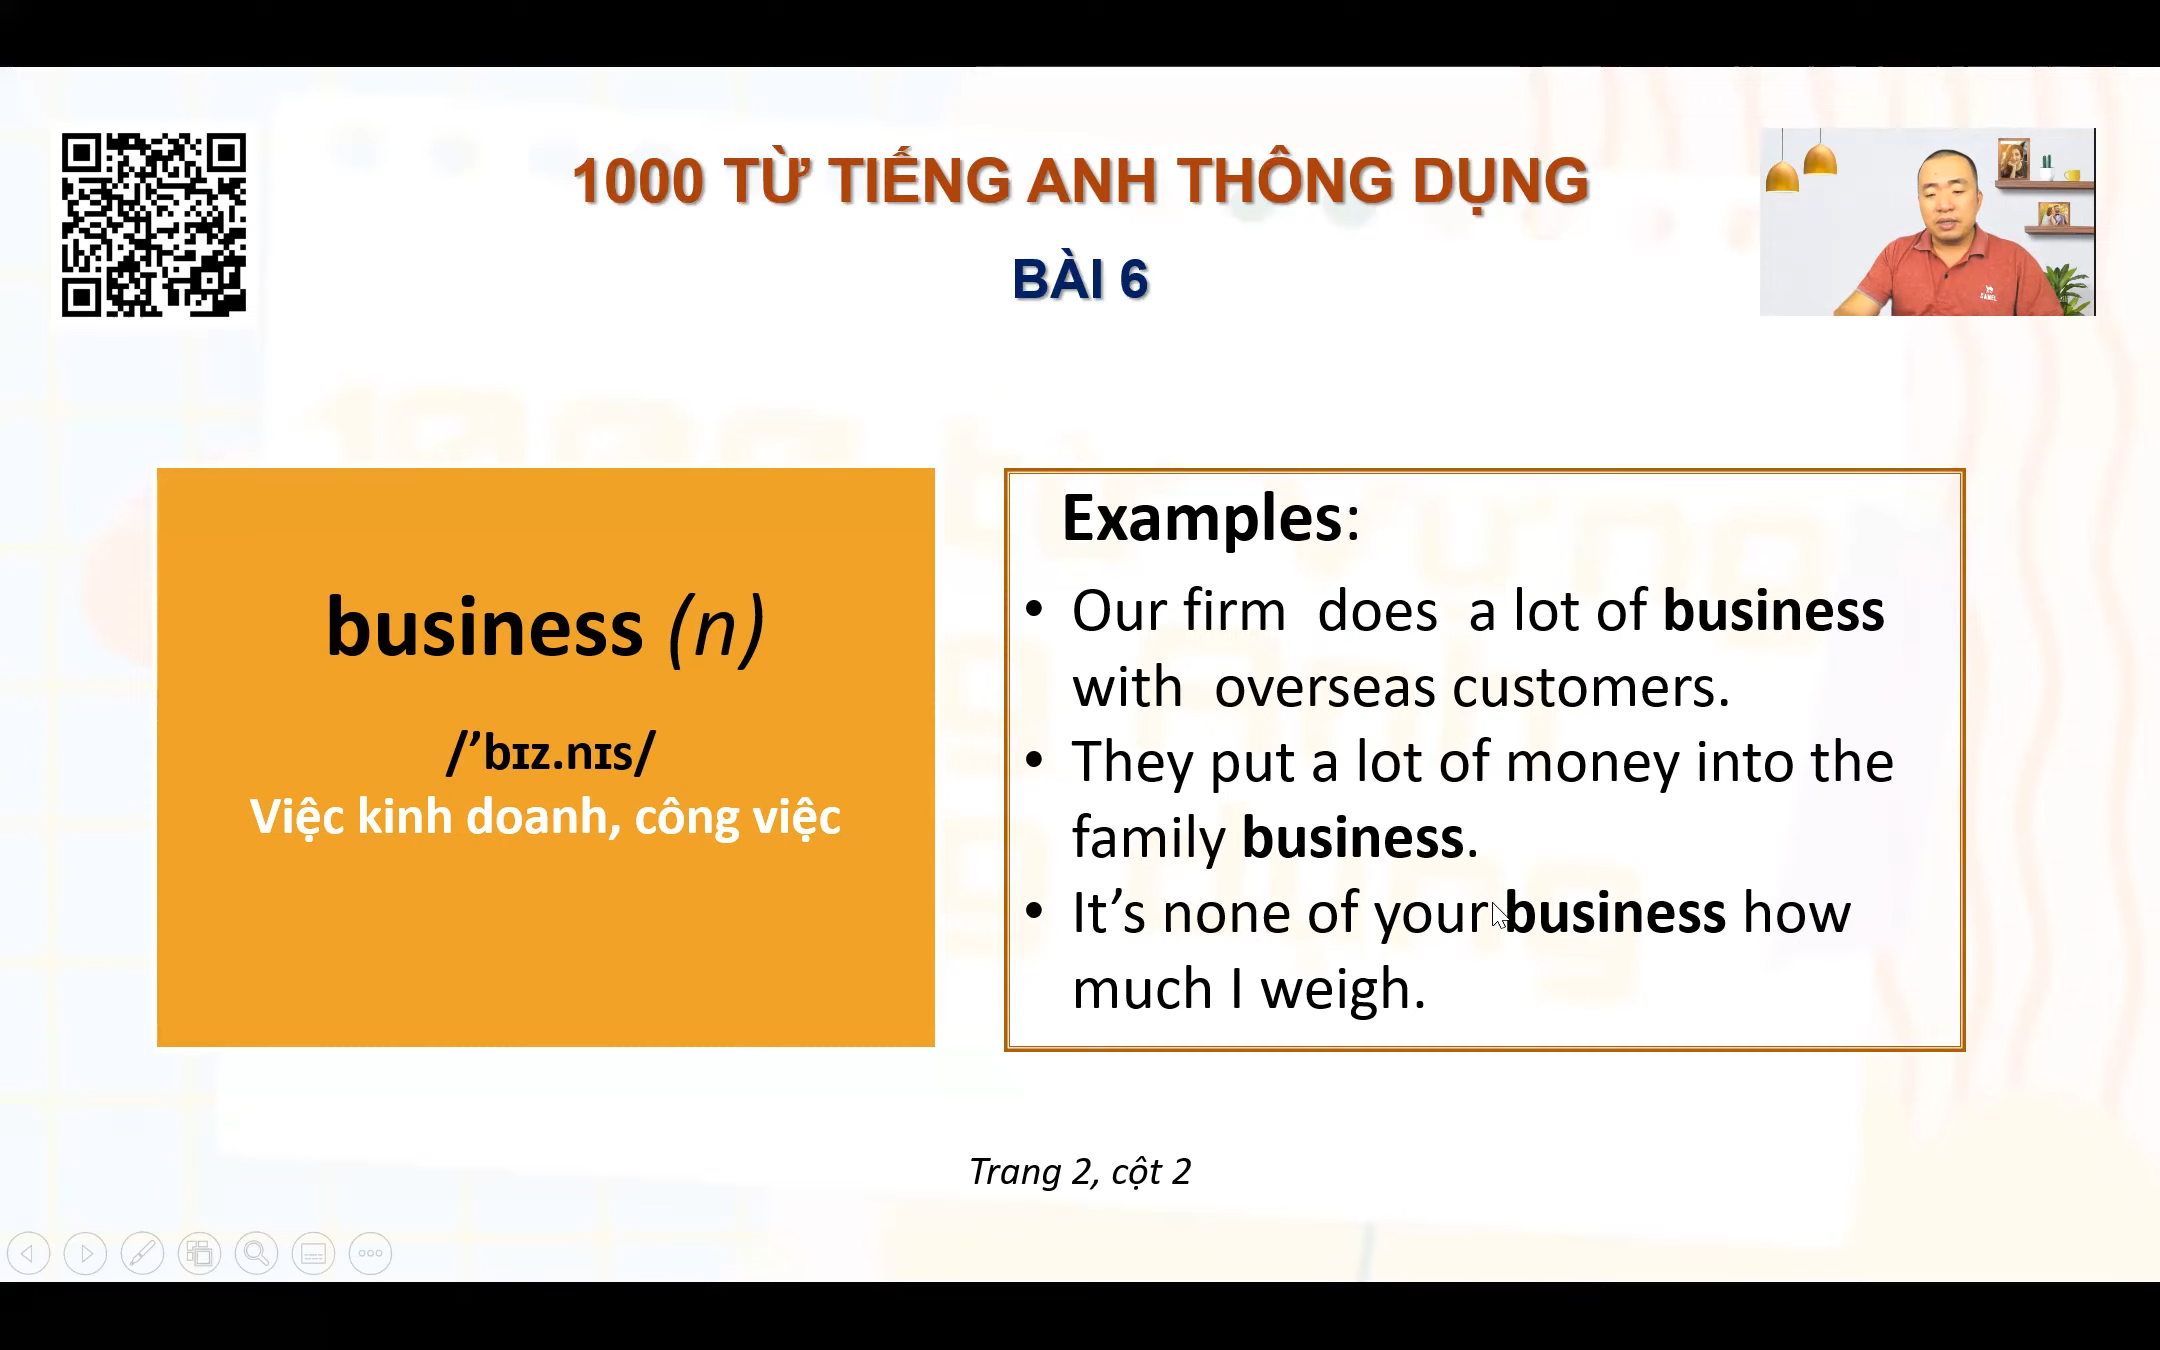 1000 TỪ TIẾNG ANH THÔNG DỤNG
BÀI 6
business (n)
/’bɪz.nɪs/
Việc kinh doanh, công việc
Examples:
• Our firm does a lot of business
with overseas customers.
• They put a lot of money into the
family business.
• It’s none of your business how
much I weigh.
Trang 2, cột 2